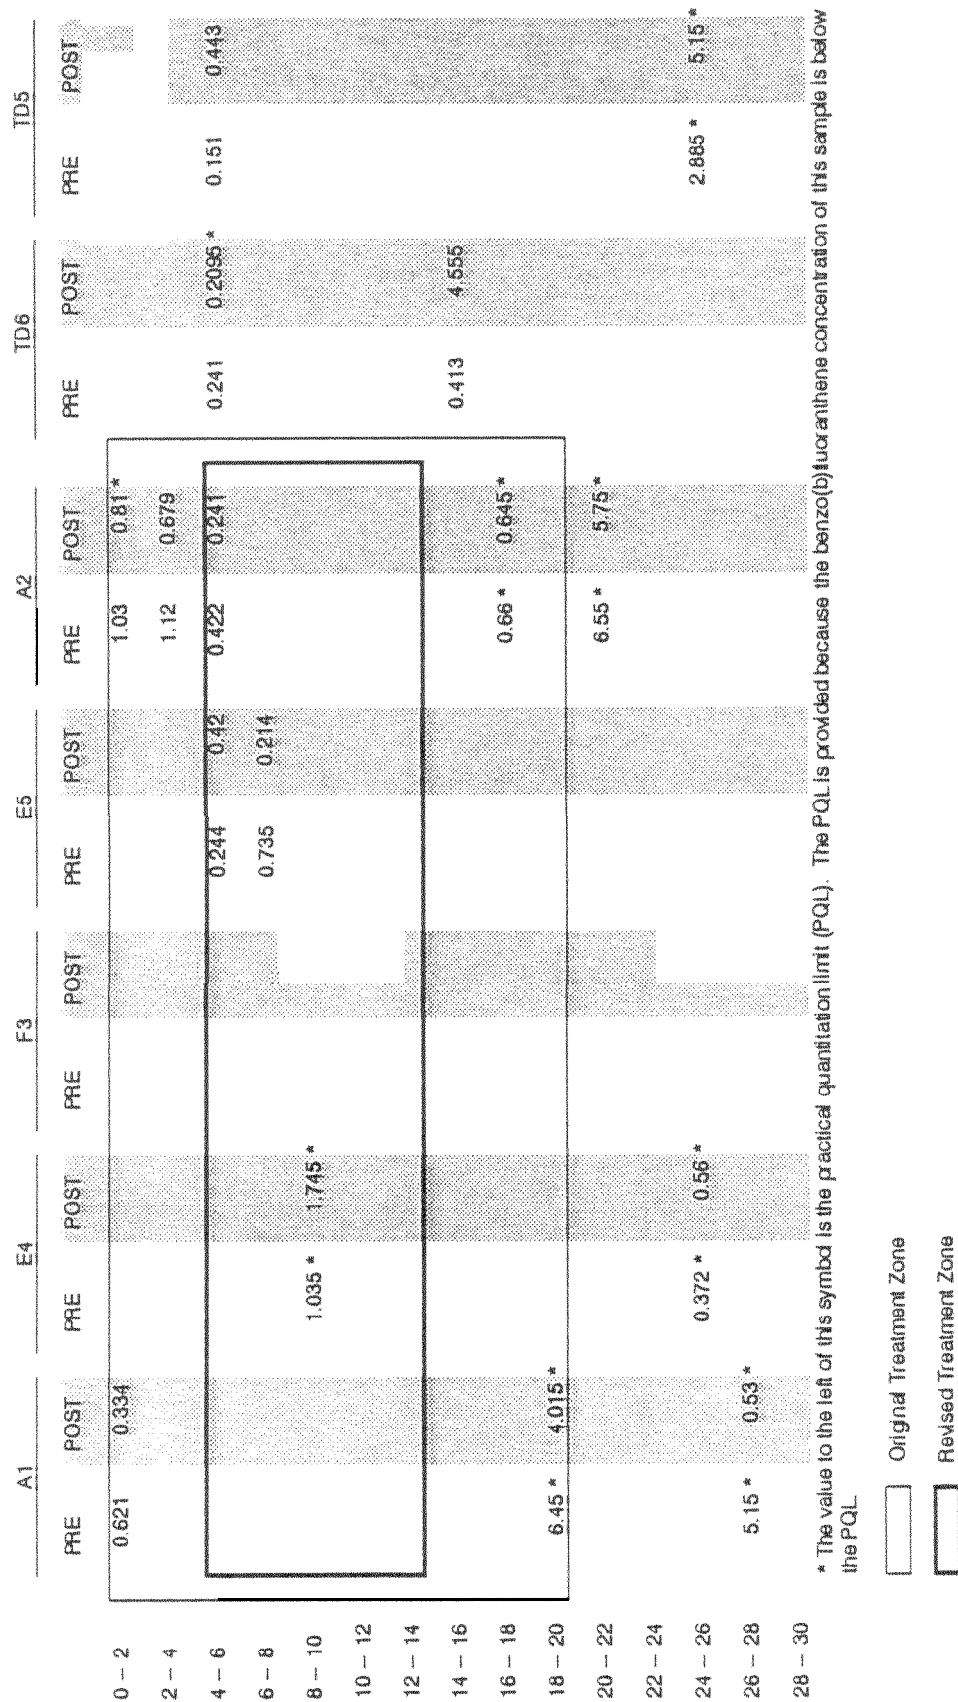 A1 E4 F3 E5 A2 TD6 TD5
PRE POST PRE POST PRE POST PRE POST PRE POST PRE POST PRE POST
0 – 2 0.621 0.334 1.03 0.81*
2 – 4 1.12 0.679
4 – 6 0.244 0.42 0.422 0.241 0.241 0.2095 * 0.151 0.443
6 – 8 0.735 0.214
8 – 10 1.035 * 1.745 *
10 – 12
12 – 14
14 – 16 0.413 4.555
16 – 18 0.66 * 0.645*
18 – 20 6.45 * 4.015*
20 – 22 6.55 * 5.75*
22 – 24
24 – 26 0.372 * 0.56 * 2.885 * 5.15 *
26 – 28 5.15 * 0.53 *
28 – 30
* The value to the left of this symbol is the practical quantitation limit (PQL). The PQL is provided because the benzo(b)fluoranthene concentration of this sample is below
the PQL.
Original Treatment Zone
Revised Treatment Zone